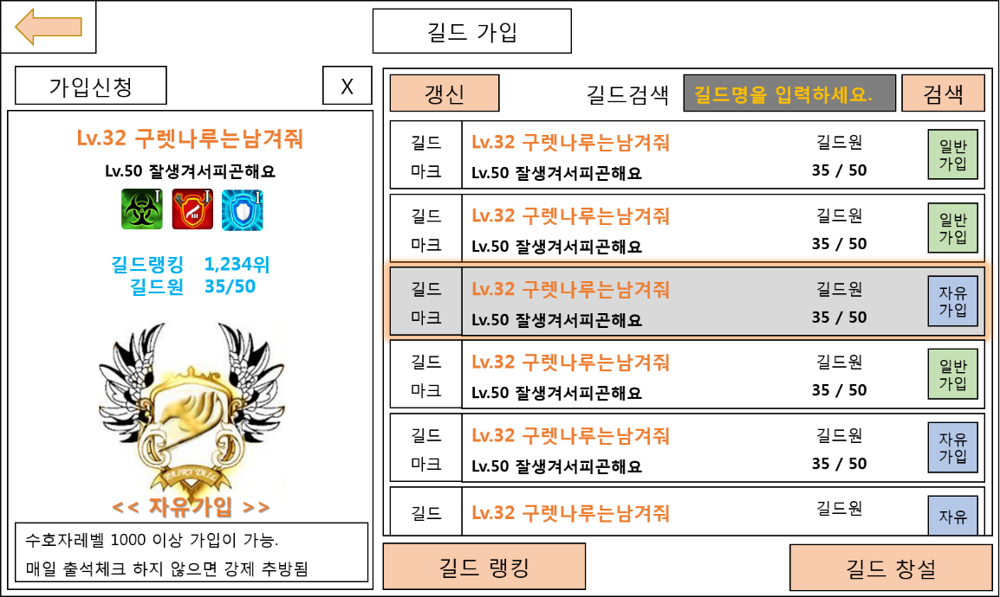 길드 가입
가입신청
X
Lv.32 구렛나루는남겨줘
Lv.50 잘생겨서피곤해요
I I I
길드랭킹 1,234위
길드원 35/50
FAIRY TAIL
<< 자유가입 >>
수호자레벨 1000 이상 가입이 가능.
매일 출석체크 하지 않으면 강제 추방됨
갱신 길드검색 길드명을 입력하세요. 검색
길드 마크
Lv.32 구렛나루는남겨줘
Lv.50 잘생겨서피곤해요
길드원
35 / 50
일반 가입
길드 마크
Lv.32 구렛나루는남겨줘
Lv.50 잘생겨서피곤해요
길드원
35 / 50
일반 가입
길드 마크
Lv.32 구렛나루는남겨줘
Lv.50 잘생겨서피곤해요
길드원
35 / 50
자유 가입
길드 마크
Lv.32 구렛나루는남겨줘
Lv.50 잘생겨서피곤해요
길드원
35 / 50
일반 가입
길드 마크
Lv.32 구렛나루는남겨줘
Lv.50 잘생겨서피곤해요
길드원
35 / 50
자유 가입
길드
Lv.32 구렛나루는남겨줘
길드원
자유
길드 랭킹
길드 창설